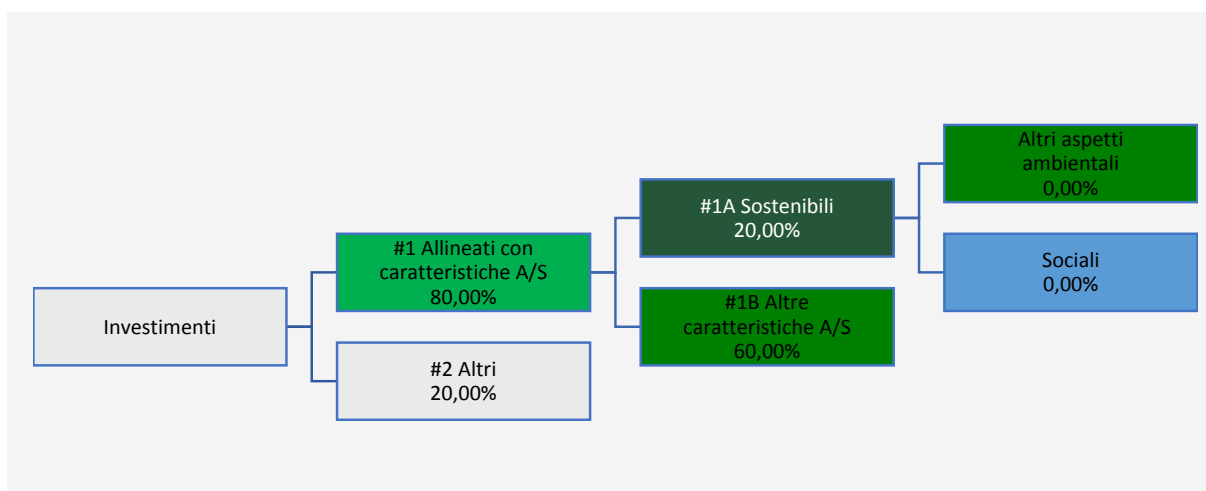 Investimenti
#1 Allineati con
caratteristiche A/S
80,00%
#2 Altri
20,00%
#1A Sostenibili
20,00%
#1B Altre
caratteristiche A/S
60,00%
Altri aspetti
ambientali
0,00%
Sociali
0,00%